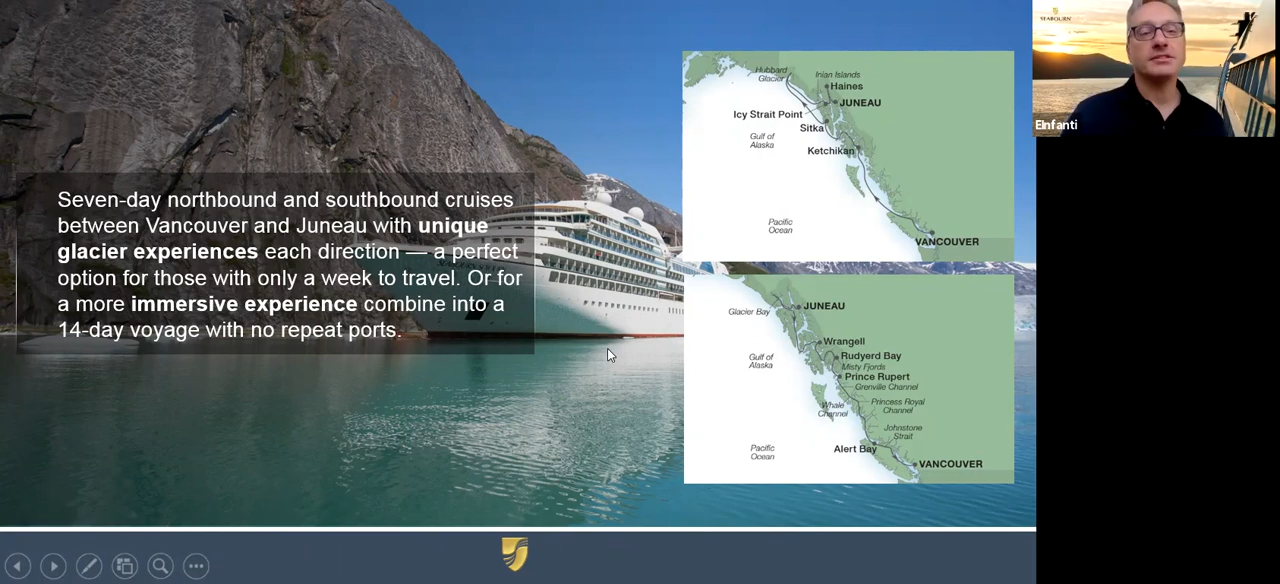 Seven-day northbound and southbound cruises
between Vancouver and Juneau with unique
glacier experiences each direction — a perfect
option for those with only a week to travel. Or for
a more immersive experience combine into a
14-day voyage with no repeat ports.
Hubbard
Glacier
Inian Islands
Haines
JUNEAU
Icy Strait Point
Sitka
Gulf of
Alaska
Ketchikan
Pacific
Ocean
VANCOUVER
JUNEAU
Glacier Bay
Wrangell
Gulf of
Alaska
Rudyerd Bay
Misty Fjords
Prince Rupert
Grenville Channel
Whale
Channel
Princess Royal
Channel
Johnstone
Strait
Alert Bay
Pacific
Ocean
VANCOUVER
SEABOURN